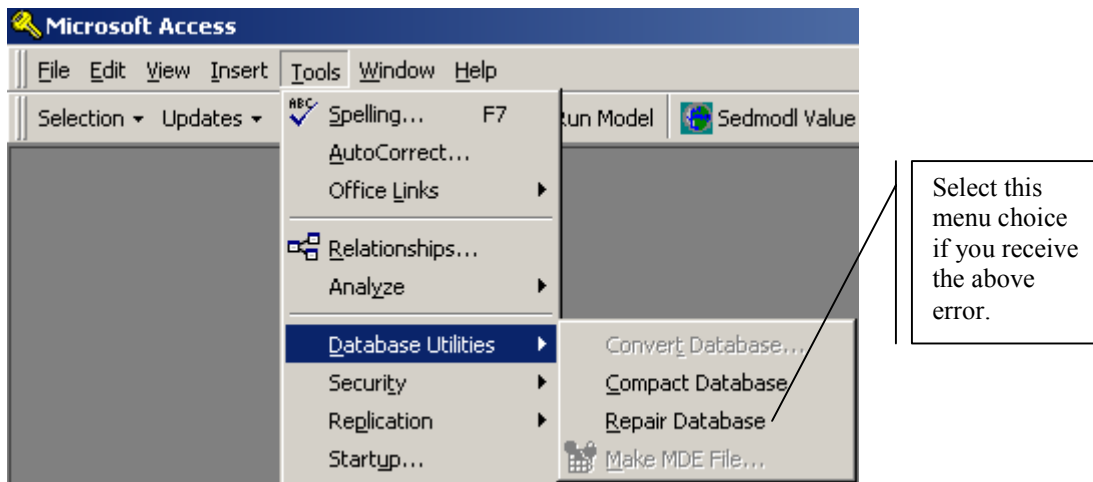 Microsoft Access
File Edit View Insert Tools Window Help
Selection Updates
ABC Spelling... F7
Run Model Sedmodl Value
AutoCorrect...
Office Links
Relationships...
Analyze
Database Utilities
Security
Replication
Startup...
Convert Database...
Compact Database
Repair Database
Make MDE File...
Select this
menu choice
if you receive
the above
error.